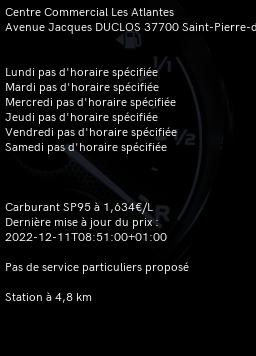 Centre Commercial Les Atlantes
Avenue Jacques DUCLOS 37700 Saint-Pierre-d
Lundi pas d'horaire spécifiée
Mardi pas d'horaire spécifiée
Mercredi pas d'horaire spécifiée
Jeudi pas d'horaire spécifiée
Vendredi pas d'horaire spécifiée
Samedi pas d'horaire spécifiée
Carburant SP95 à 1,634€/L
Dernière mise à jour du prix :
2022-12-11T08:51:00+01:00
Pas de service particuliers proposé
Station à 4,8 km